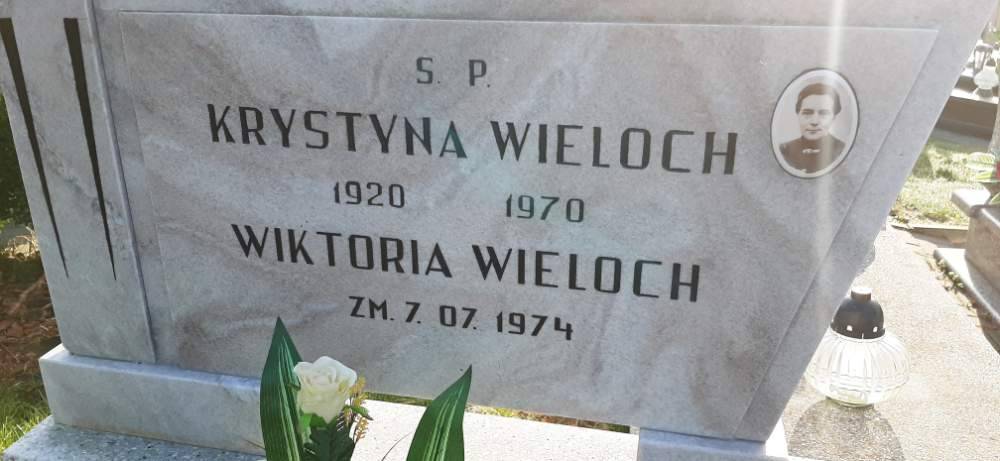 S. P.
KRYSTYNA WIELOCH
1920 1970
WIKTORIA WIELOCH
ZM. 7. 07. 1974